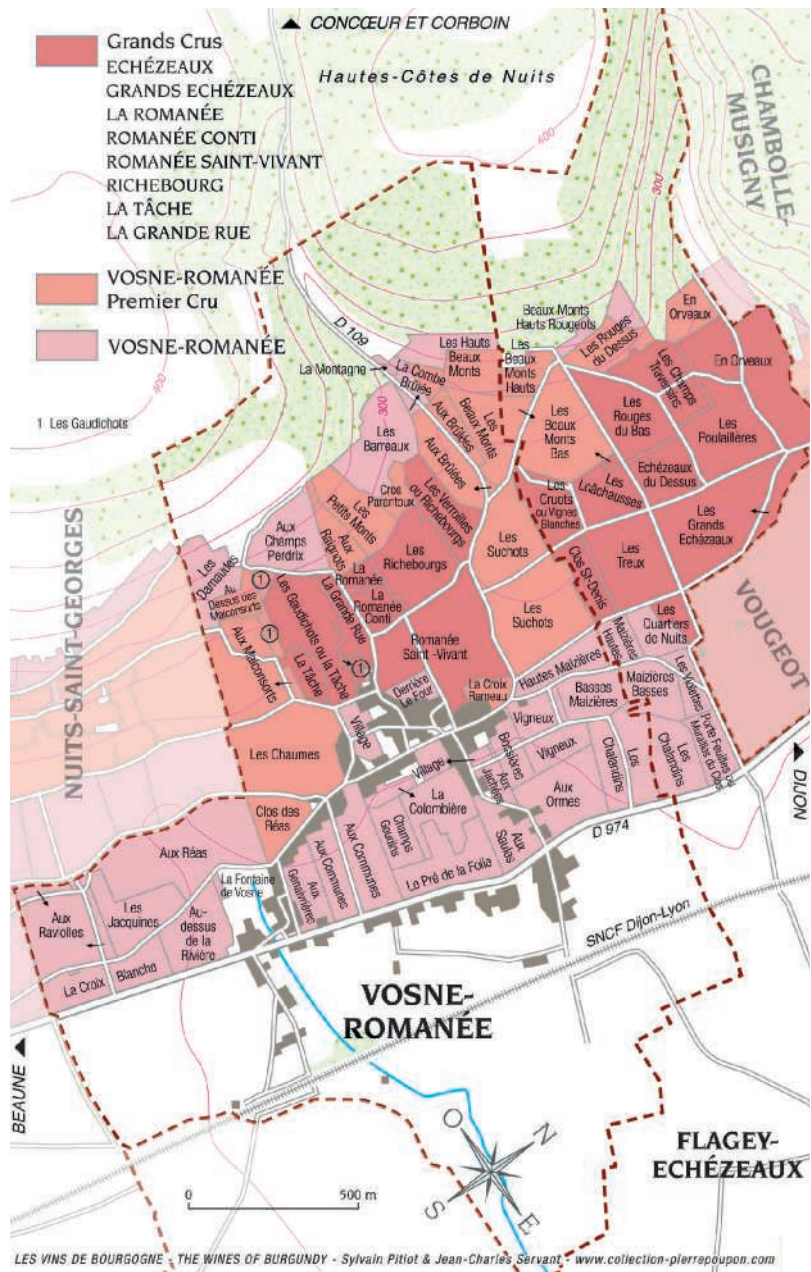 CONCŒUR ET CORBOIN
Grands Crus
ECHÉZEAUX
GRANDS ECHÉZEAUX
LA ROMANÉE
ROMANÉE CONTI
ROMANÉE SAINT-VIVANT
RICHEBOURG
LA TÂCHE
LA GRANDE RUE
VOSNE-ROMANÉE
Premier Cru
VOSNE-ROMANÉE
1 Les Gaudichots
Hautes-Côtes de Nuits
CHAMBOLLE-
MUSIGNY
400
300
400
300
D 109
Beaux-Monts
Hauts Rougeots
En
Orveaux
Les Rouges
du Dessus
Les Hauts
Beaux
Monts
Les
Beaux
Monts
Hauts
La Montagne
La Combe
Brûlée
Les Champs
Traversins
En Orveaux
Les
Beaux Monts
Aux Brûlées
Aux Brûlées
Les
Barreaux
Les
Beaux
Monts
Bas
Les
Rouges
du Bas
Les
Poulaillères
Echézeaux
du Dessus
Les
Loächausses
Les
Cruots
ou Vignes
Blanches
Les
Grands
Echézeaux
Cros
Parantoux
Les Verroilles
ou Richebourgs
Les
Petits Monts
Aux
Raignots
Aux
Champs
Perdrix
Les
Richebourgs
Les
Suchots
Les
Treux
Clos St-Denis
Les
Damaudes
Au
Dessus des
Malconsorts
1
Les Gaudichots ou la Tâche
La Grande Rue
La
Romanée
La
Romanée
Conti
Les
Suchots
Les
Quartiers
de Nuits
Maizières
Hautes
Romanée
Saint-Vivant
1
Aux Malconsorts
La Tâche
1
Derrière
Le Four
La Croix
Rameau
Hautes Maizières
Basses
Maizières
Maizières
Basses
Les Violettes
Porte-Feuilles ou
Murailles du Clos
VOUGEOT
NUITS-SAINT-GEORGES
Les Chaumes
Village
Village
Vigneux
Bossières
Vigneux
Aux
Jachées
Chalandins
Les
Les
Chalandins
DIJON
La
Colombière
Aux
Ormes
Clos des
Réas
Champs
Goudins
Aux Communes
Aux Communes
Aux
Genaivrières
Aux
Saules
Le Pré de la Folie
D 974
Aux Réas
La Fontaine
de Vosne
Aux
Raviolles
Les
Jacquines
Au-
dessus
de la
Rivière
La Croix
Blanche
SNCF Dijon-Lyon
VOSNE-
ROMANÉE
BEAUNE
FLAGEY-
ECHÉZEAUX
O
N
S
E
0
500 m
LES VINS DE BOURGOGNE - THE WINES OF BURGUNDY - Sylvain Pitiot & Jean-Charles Servant - www.collection-pierrepoupon.com